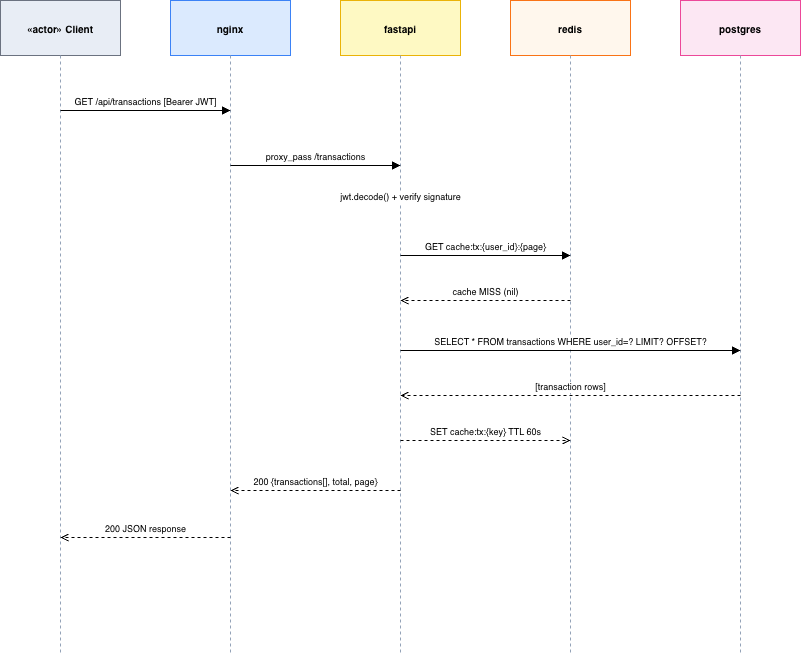 «actor» Client
nginx
fastapi
redis
postgres
GET /api/transactions [Bearer JWT]
proxy_pass /transactions
jwt.decode() + verify signature
GET cache:tx:{user_id}:{page}
cache MISS (nil)
SELECT * FROM transactions WHERE user_id=? LIMIT? OFFSET?
[transaction rows]
SET cache:tx:{key} TTL 60s
200 {transactions[], total, page}
200 JSON response